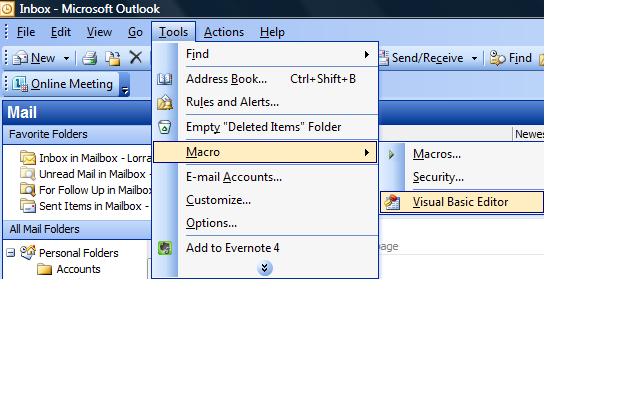 Inbox - Microsoft Outlook
File Edit View Go Tools Actions Help
New Send/Receive Find
Online Meeting
Mail
Favorite Folders
Inbox in Mailbox - Lorra
Unread Mail in Mailbox -
For Follow Up in Mailbo
Sent Items in Mailbox -
All Mail Folders
Personal Folders
Accounts
Find
Address Book... Ctrl+Shift+B
Rules and Alerts...
Empty "Deleted Items" Folder
Macro
E-mail Accounts...
Customize...
Options...
Add to Evernote 4
Newes
Macros...
Security...
Visual Basic Editor
page